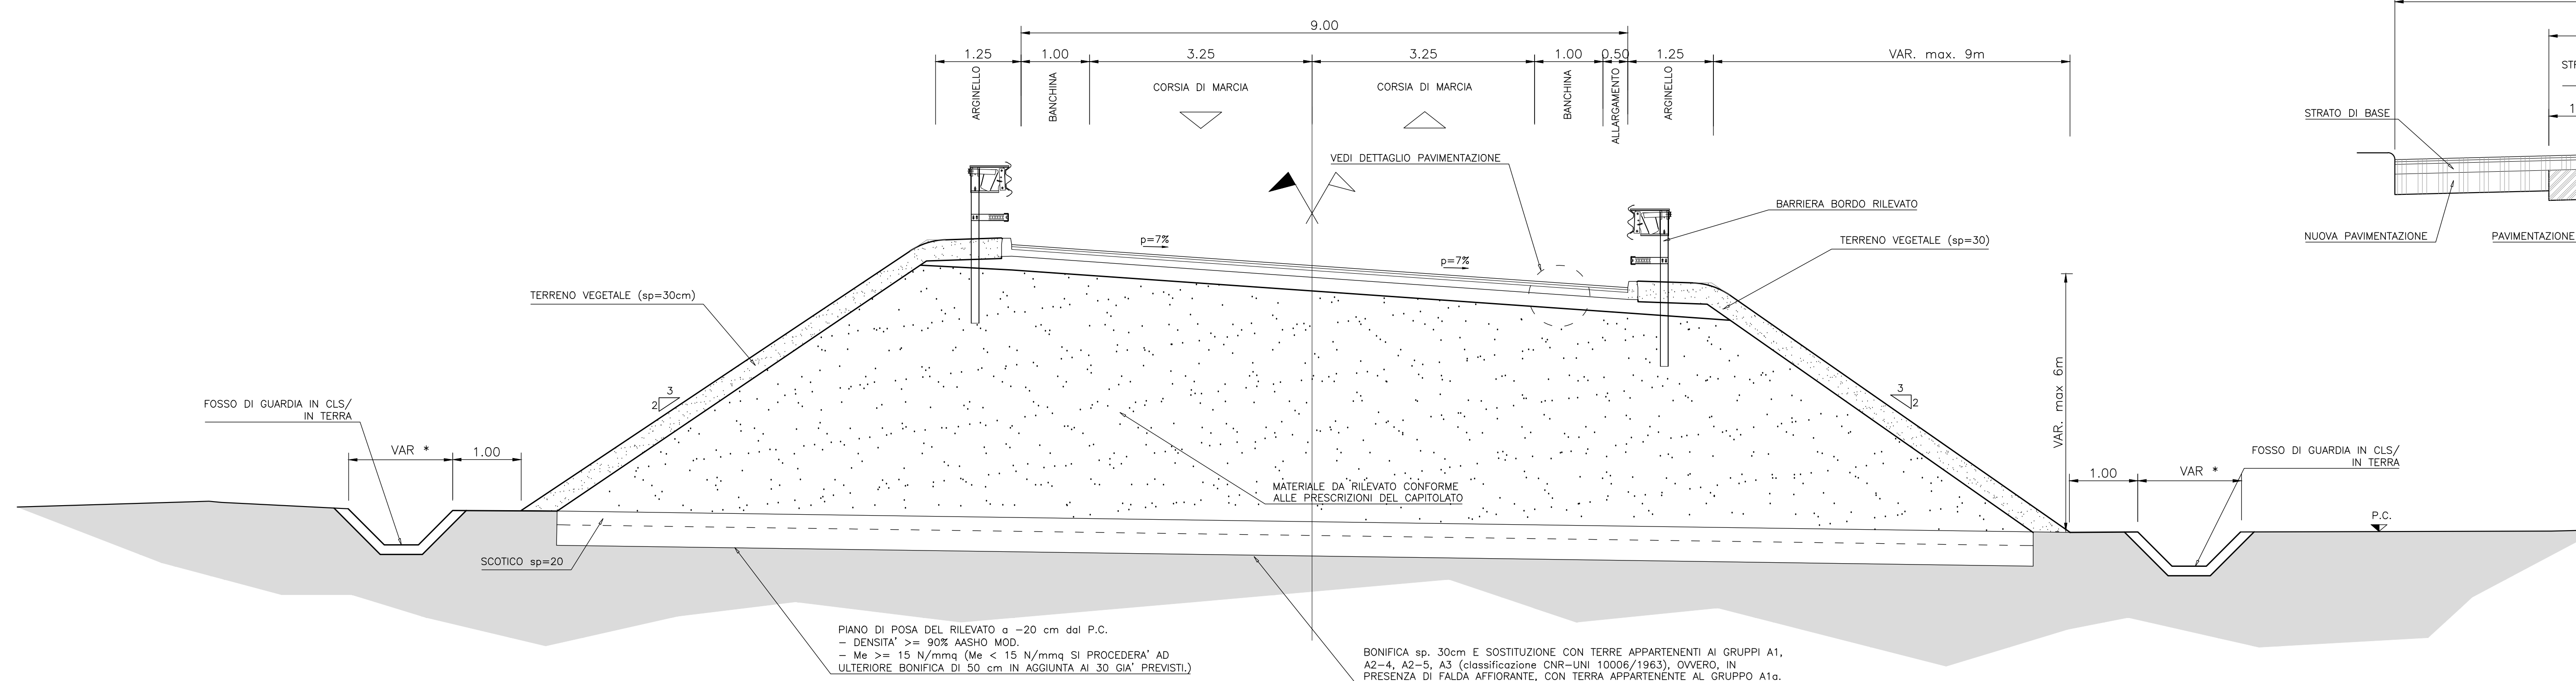 9.00
1.25 1.00 3.25 3.25 1.00 0.50 1.25 VAR. max. 9m
ARGINELLO
BANCHINA
CORSIA DI MARCIA
CORSIA DI MARCIA
BANCHINA
ALLARGAMENTO
ARGINELLO
STRATO DI BASE
VEDI DETTAGLIO PAVIMENTAZIONE
BARRIERA BORDO RILEVATO
p=7%
p=7%
TERRENO VEGETALE (sp=30)
NUOVA PAVIMENTAZIONE
PAVIMENTAZIONE
TERRENO VEGETALE (sp=30cm)
3
2
3
2
VAR. max 6m
FOSSO DI GUARDIA IN CLS/
IN TERRA
VAR *
1.00
FOSSO DI GUARDIA IN CLS/
IN TERRA
1.00
VAR *
MATERIALE DA RILEVATO CONFORME
ALLE PRESCRIZIONI DEL CAPITOLATO
P.C.
SCOTICO sp=20
PIANO DI POSA DEL RILEVATO a -20 cm dal P.C.
- DENSITA' >= 90% AASHO MOD.
- Me >= 15 N/mmq (Me < 15 N/mmq SI PROCEDERA' AD
ULTERIORE BONIFICA DI 50 cm IN AGGIUNTA AI 30 GIA' PREVISTI.)
BONIFICA sp. 30cm E SOSTITUZIONE CON TERRE APPARTENENTI AI GRUPPI A1,
A2-4, A2-5, A3 (classificazione CNR-UNI 10006/1963), OVVERO, IN
PRESENZA DI FALDA AFFIORANTE, CON TERRA APPARTENENTE AL GRUPPO A1a.